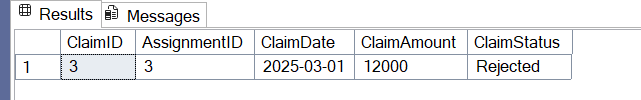 Results Messages
ClaimID AssignmentID ClaimDate ClaimAmount ClaimStatus
1 3 3 2025-03-01 12000 Rejected